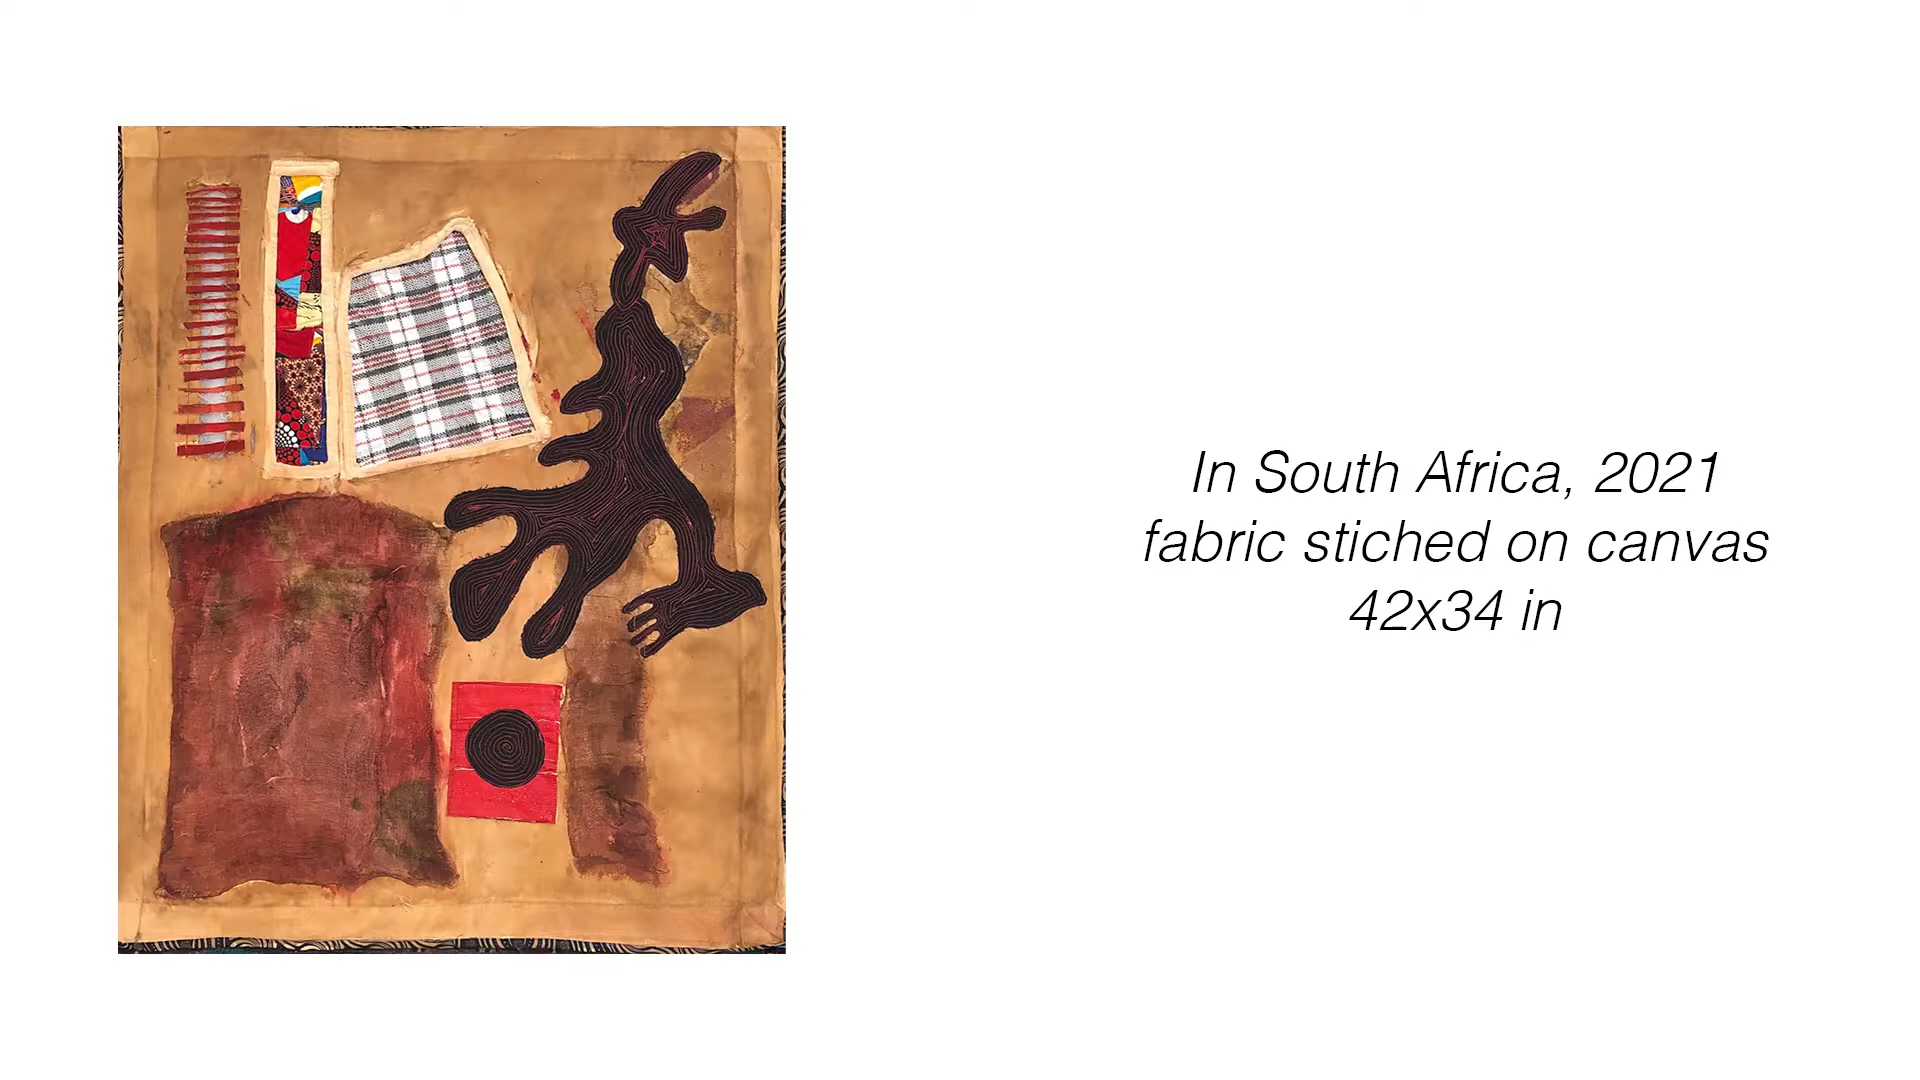 In South Africa, 2021
fabric stiched on canvas
42x34 in